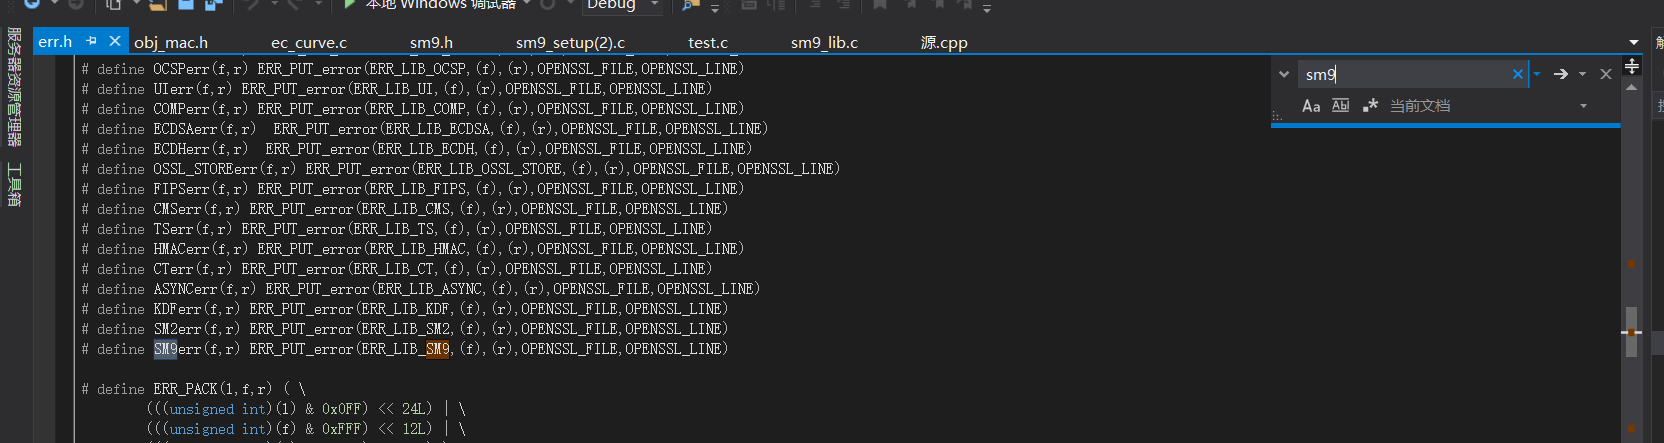 本地 Windows 调试器 Debug
err.h obj_mac.h ec_curve.c sm9.h sm9_setup(2).c test.c sm9_lib.c 源.cpp
服务器资源管理器
工具箱
sm9
Aa Abl .* 当前文档
# define OCSPerr(f,r) ERR_PUT_error(ERR_LIB_OCSP,(f),(r),OPENSSL_FILE,OPENSSL_LINE)
# define UIerr(f,r) ERR_PUT_error(ERR_LIB_UI,(f),(r),OPENSSL_FILE,OPENSSL_LINE)
# define COMPerr(f,r) ERR_PUT_error(ERR_LIB_COMP,(f),(r),OPENSSL_FILE,OPENSSL_LINE)
# define ECDSAerr(f,r)  ERR_PUT_error(ERR_LIB_ECDSA,(f),(r),OPENSSL_FILE,OPENSSL_LINE)
# define ECDHerr(f,r)  ERR_PUT_error(ERR_LIB_ECDH,(f),(r),OPENSSL_FILE,OPENSSL_LINE)
# define OSSL_STOREerr(f,r) ERR_PUT_error(ERR_LIB_OSSL_STORE,(f),(r),OPENSSL_FILE,OPENSSL_LINE)
# define FIPSerr(f,r) ERR_PUT_error(ERR_LIB_FIPS,(f),(r),OPENSSL_FILE,OPENSSL_LINE)
# define CMSerr(f,r) ERR_PUT_error(ERR_LIB_CMS,(f),(r),OPENSSL_FILE,OPENSSL_LINE)
# define TSerr(f,r) ERR_PUT_error(ERR_LIB_TS,(f),(r),OPENSSL_FILE,OPENSSL_LINE)
# define HMACerr(f,r) ERR_PUT_error(ERR_LIB_HMAC,(f),(r),OPENSSL_FILE,OPENSSL_LINE)
# define CTerr(f,r) ERR_PUT_error(ERR_LIB_CT,(f),(r),OPENSSL_FILE,OPENSSL_LINE)
# define ASYNCerr(f,r) ERR_PUT_error(ERR_LIB_ASYNC,(f),(r),OPENSSL_FILE,OPENSSL_LINE)
# define KDFerr(f,r) ERR_PUT_error(ERR_LIB_KDF,(f),(r),OPENSSL_FILE,OPENSSL_LINE)
# define SM2err(f,r) ERR_PUT_error(ERR_LIB_SM2,(f),(r),OPENSSL_FILE,OPENSSL_LINE)
# define SM9err(f,r) ERR_PUT_error(ERR_LIB_SM9,(f),(r),OPENSSL_FILE,OPENSSL_LINE)
# define ERR_PACK(l,f,r) ( \
(((unsigned int)(l) & 0x0FF) << 24L) | \
(((unsigned int)(f) & 0xFFF) << 12L) | \